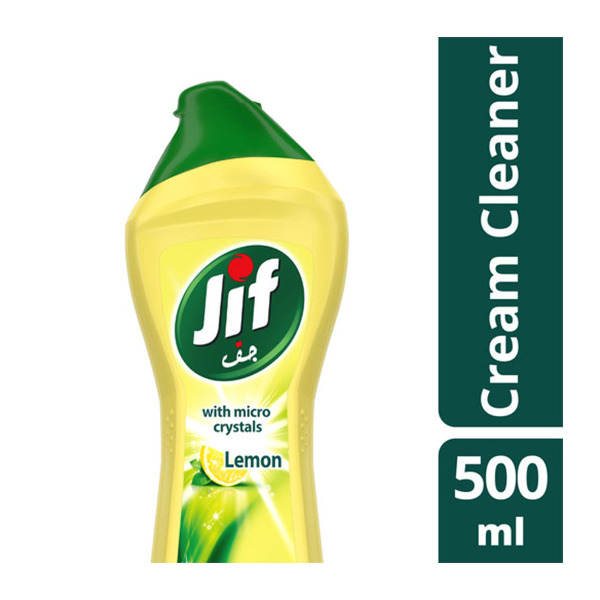 Jif
جف
with micro
crystals
Lemon
Cream Cleaner
500
ml